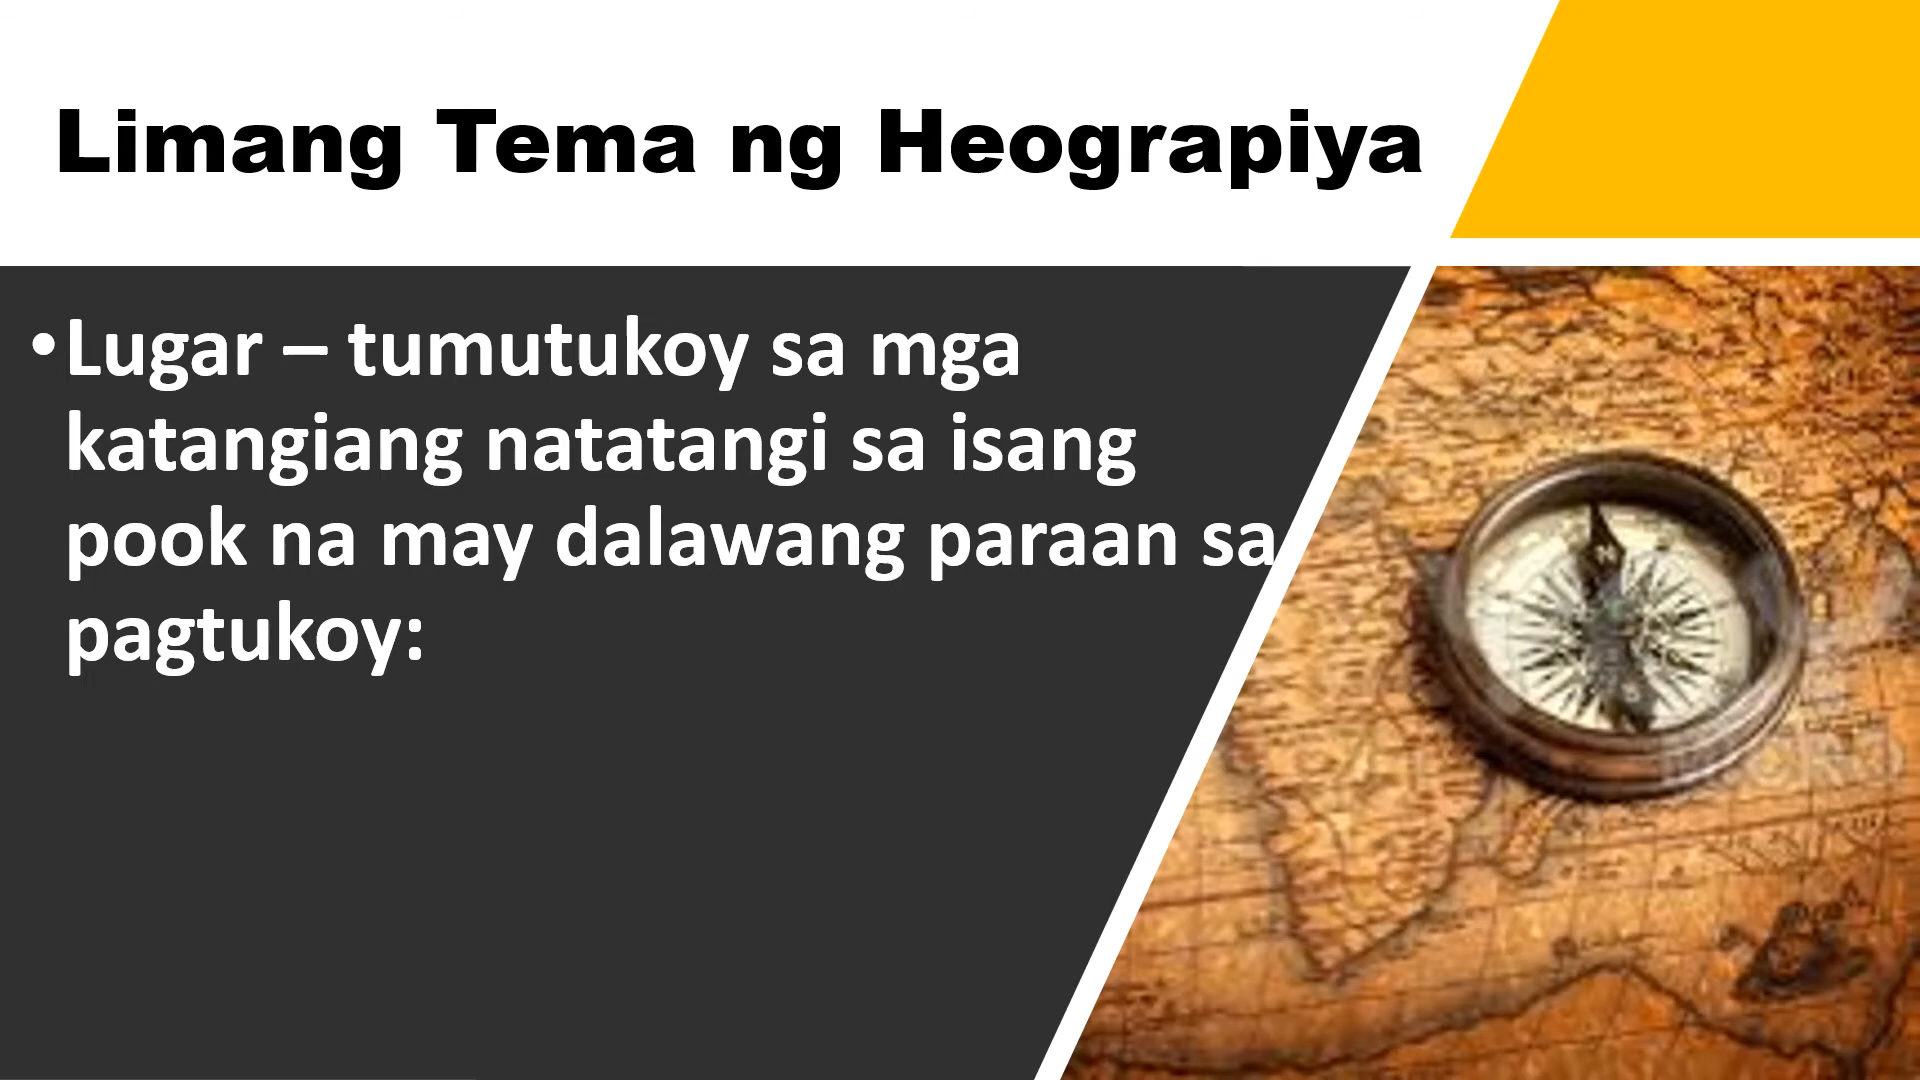 Limang Tema ng Heograpiya
•Lugar – tumutukoy sa mga
katangiang natatangi sa isang
pook na may dalawang paraan sa
pagtukoy: